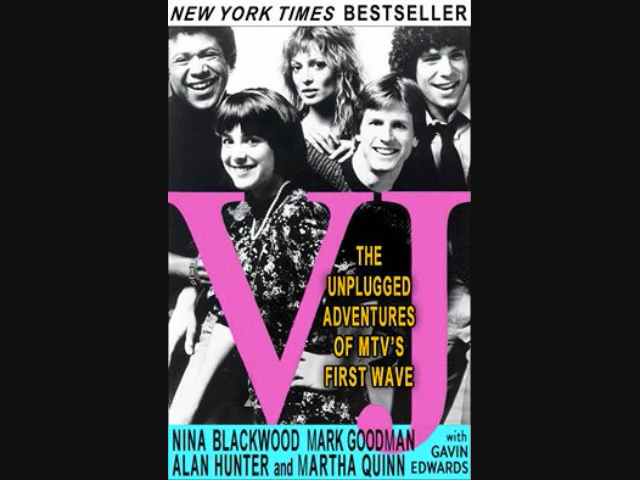 NEW YORK TIMES BESTSELLER
VJ
THE
UNPLUGGED
ADVENTURES
OF MTV'S
FIRST WAVE
NINA BLACKWOOD MARK GOODMAN
ALAN HUNTER and MARTHA QUINN
with
GAVIN
EDWARDS